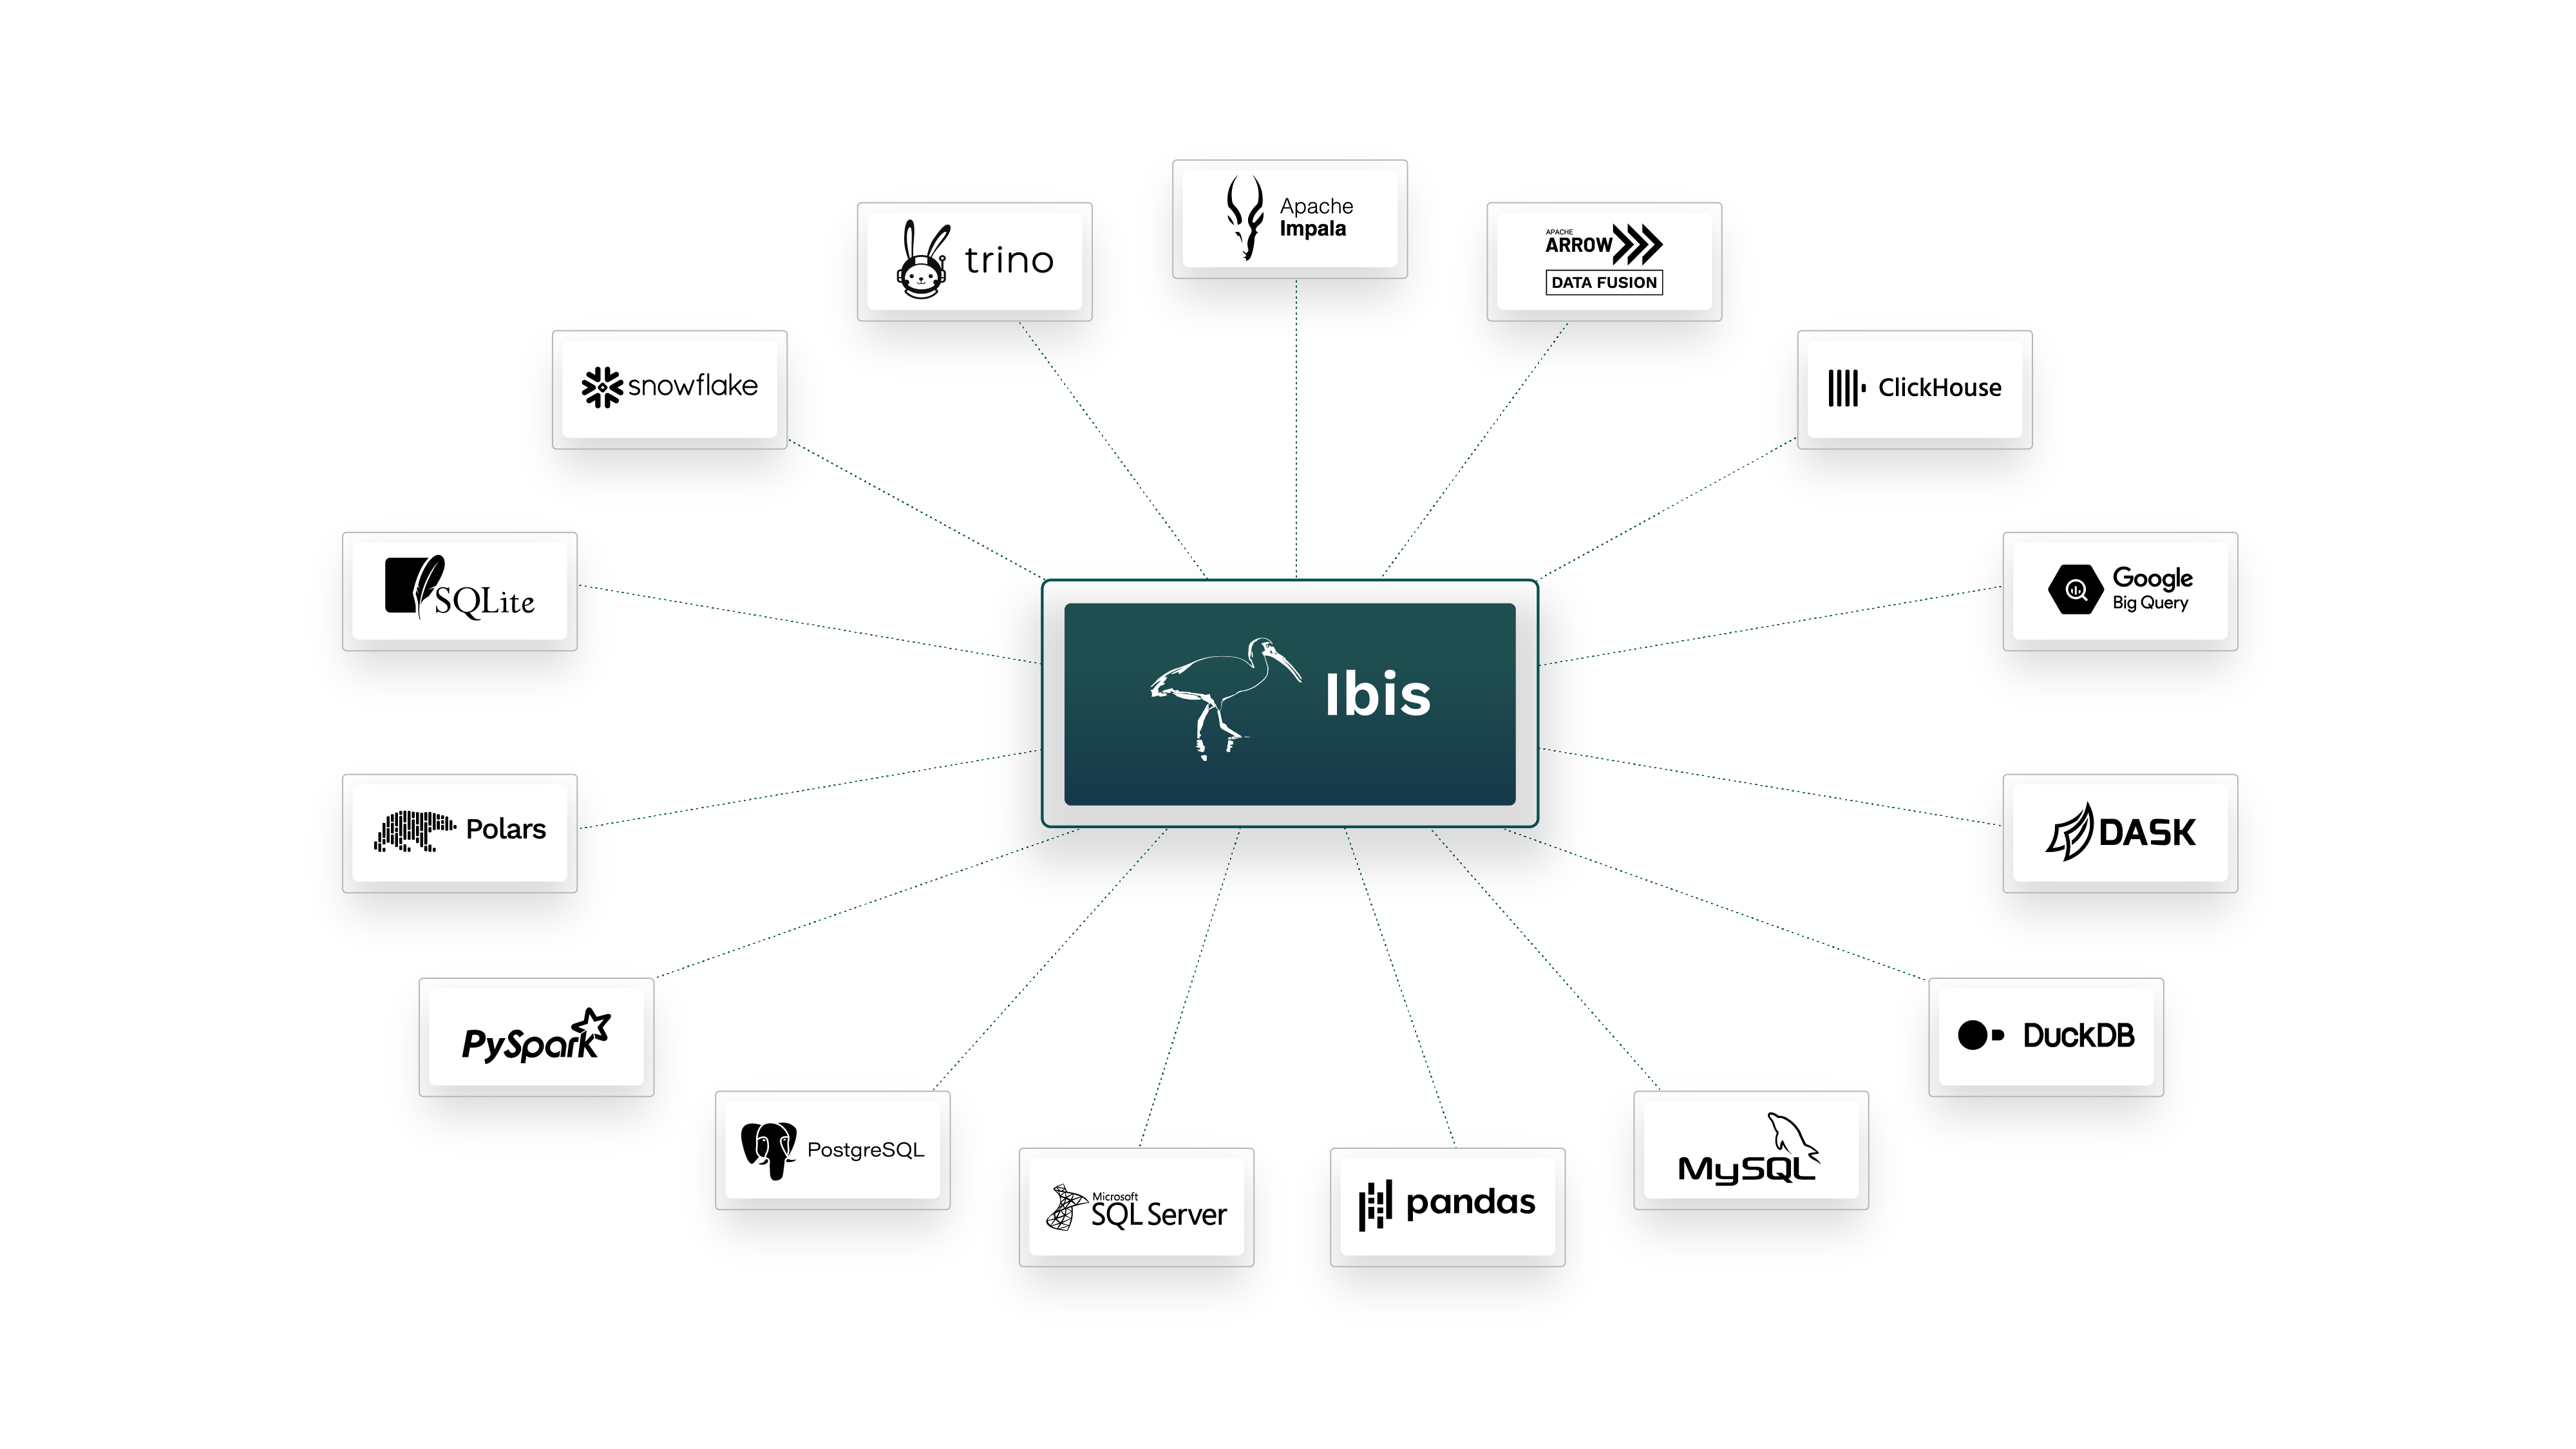 Apache
Impala
trino
APACHE
ARROW
DATA FUSION
snowflake
ClickHouse
SQLite
Google
Big Query
Ibis
Polars
DASK
PySpark
DuckDB
PostgreSQL
MySQL
Microsoft
SQL Server
pandas